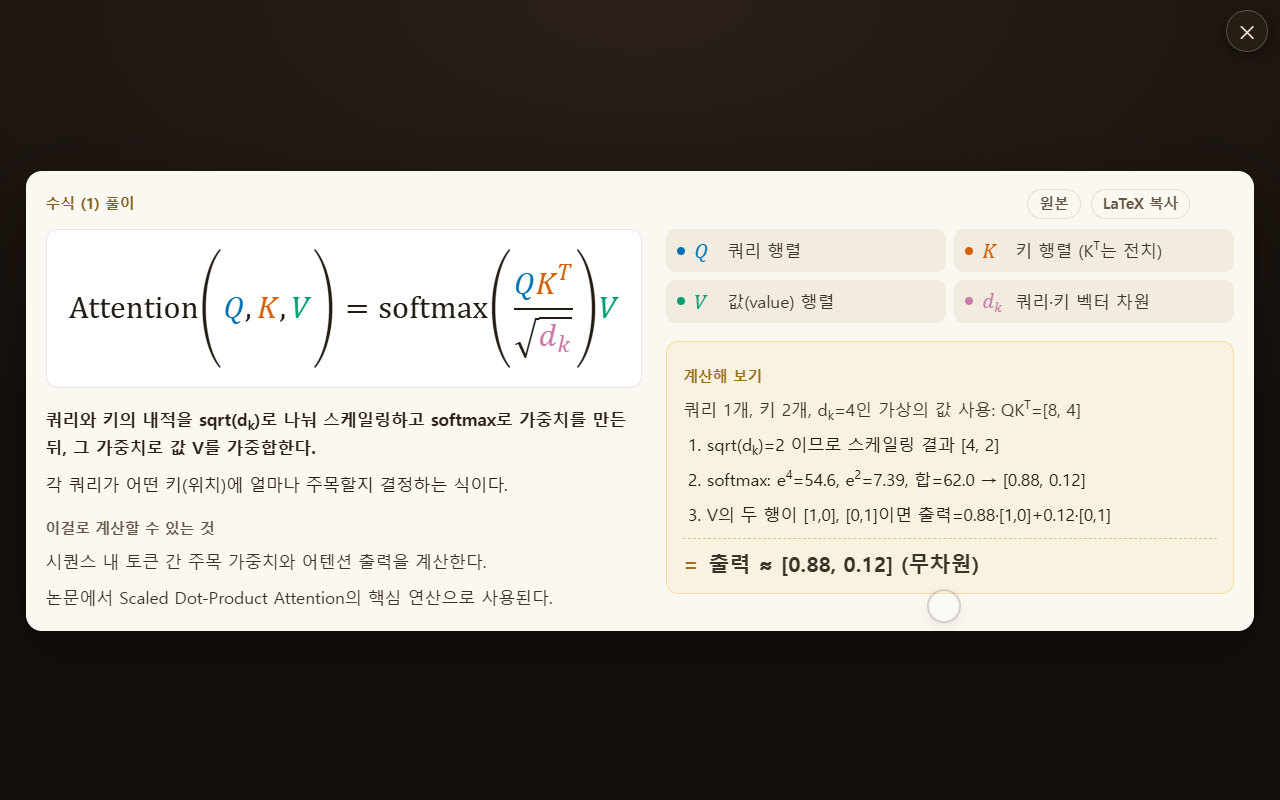 수식 (1) 풀이
원본
LaTeX 복사
Attention(Q, K, V) = softmax(QK^T / √d_k)V
쿼리와 키의 내적을 sqrt(d_k)로 나눠 스케일링하고 softmax로 가중치를 만든
뒤, 그 가중치로 값 V를 가중합한다.
각 쿼리가 어떤 키(위치)에 얼마나 주목할지 결정하는 식이다.
이걸로 계산할 수 있는 것
시퀀스 내 토큰 간 주목 가중치와 어텐션 출력을 계산한다.
논문에서 Scaled Dot-Product Attention의 핵심 연산으로 사용된다.
Q 쿼리 행렬
K 키 행렬 (K^T는 전치)
V 값(value) 행렬
d_k 쿼리·키 벡터 차원
계산해 보기
쿼리 1개, 키 2개, d_k=4인 가상의 값 사용: QK^T=[8, 4]
1. sqrt(d_k)=2 이므로 스케일링 결과 [4, 2]
2. softmax: e^4=54.6, e^2=7.39, 합=62.0 → [0.88, 0.12]
3. V의 두 행이 [1,0], [0,1]이면 출력=0.88·[1,0]+0.12·[0,1]
= 출력 ≈ [0.88, 0.12] (무차원)